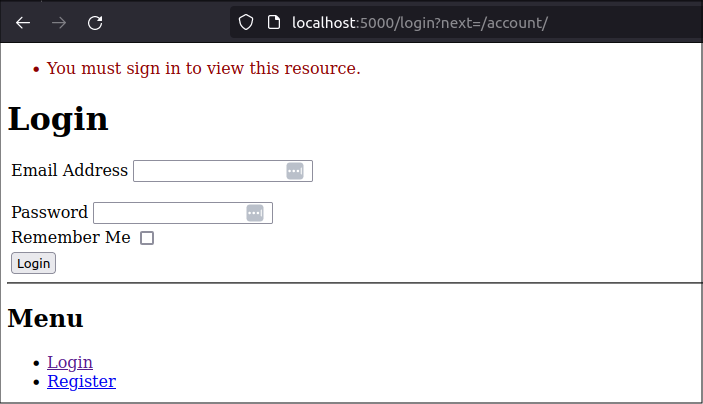 localhost:5000/login?next=/account/
You must sign in to view this resource.
Login
Email Address
Password
Remember Me
Login
Menu
Login
Register